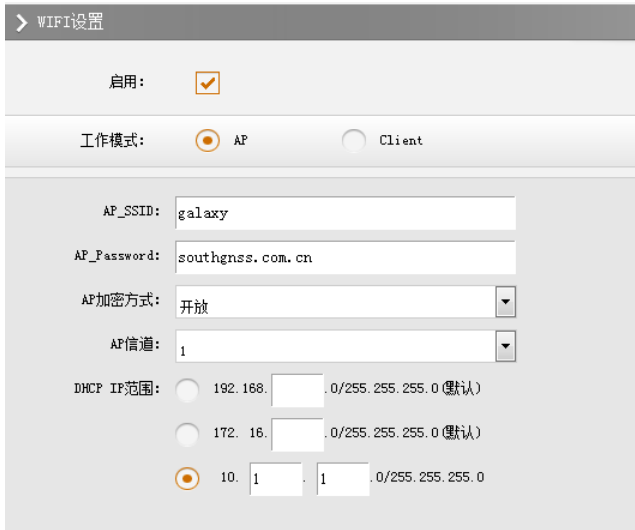 WIFI设置
启用:
工作模式: AP Client
AP_SSID: galaxy
AP_Password: southgnss.com.cn
AP加密方式: 开放
AP信道: 1
DHCP IP范围: 192.168. .0/255.255.255.0(默认)
172. 16. .0/255.255.255.0(默认)
10. 1 . 1 .0/255.255.255.0